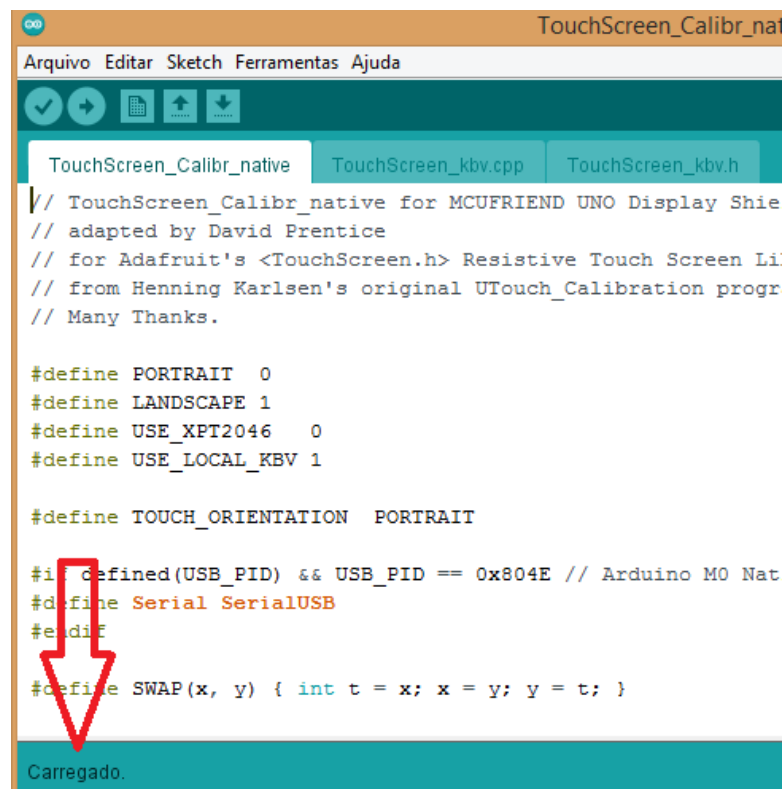 TouchScreen_Calibr_nat
Arquivo Editar Sketch Ferramentas Ajuda
TouchScreen_Calibr_native TouchScreen_kbv.cpp TouchScreen_kbv.h
// TouchScreen_Calibr_native for MCUFRIEND UNO Display Shie
// adapted by David Prentice
// for Adafruit's <TouchScreen.h> Resistive Touch Screen Li
// from Henning Karlsen's original UTouch_Calibration progr
// Many Thanks.
#define PORTRAIT 0
#define LANDSCAPE 1
#define USE_XPT2046 0
#define USE_LOCAL_KBV 1
#define TOUCH_ORIENTATION PORTRAIT
#if defined(USB_PID) && USB_PID == 0x804E // Arduino M0 Nat
#define Serial SerialUSB
#endif
#define SWAP(x, y) { int t = x; x = y; y = t; }
Carregado.